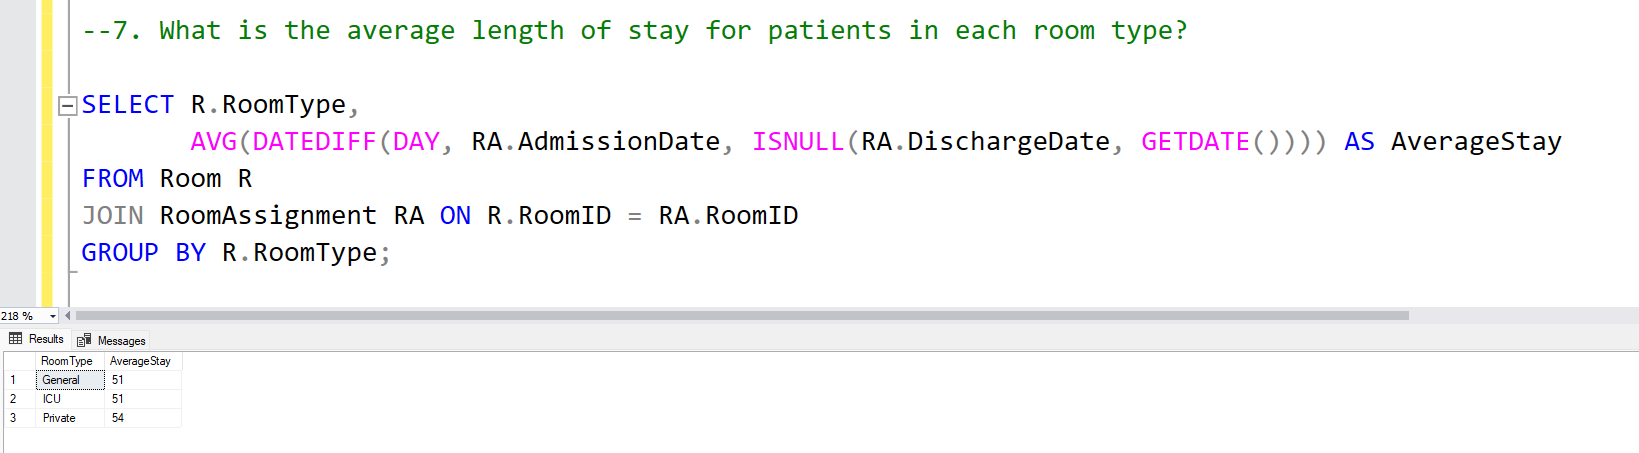 --7. What is the average length of stay for patients in each room type?
SELECT R.RoomType,
AVG(DATEDIFF(DAY, RA.AdmissionDate, ISNULL(RA.DischargeDate, GETDATE()))) AS AverageStay
FROM Room R
JOIN RoomAssignment RA ON R.RoomID = RA.RoomID
GROUP BY R.RoomType;
218 %
Results Messages
RoomType AverageStay
1 General 51
2 ICU 51
3 Private 54